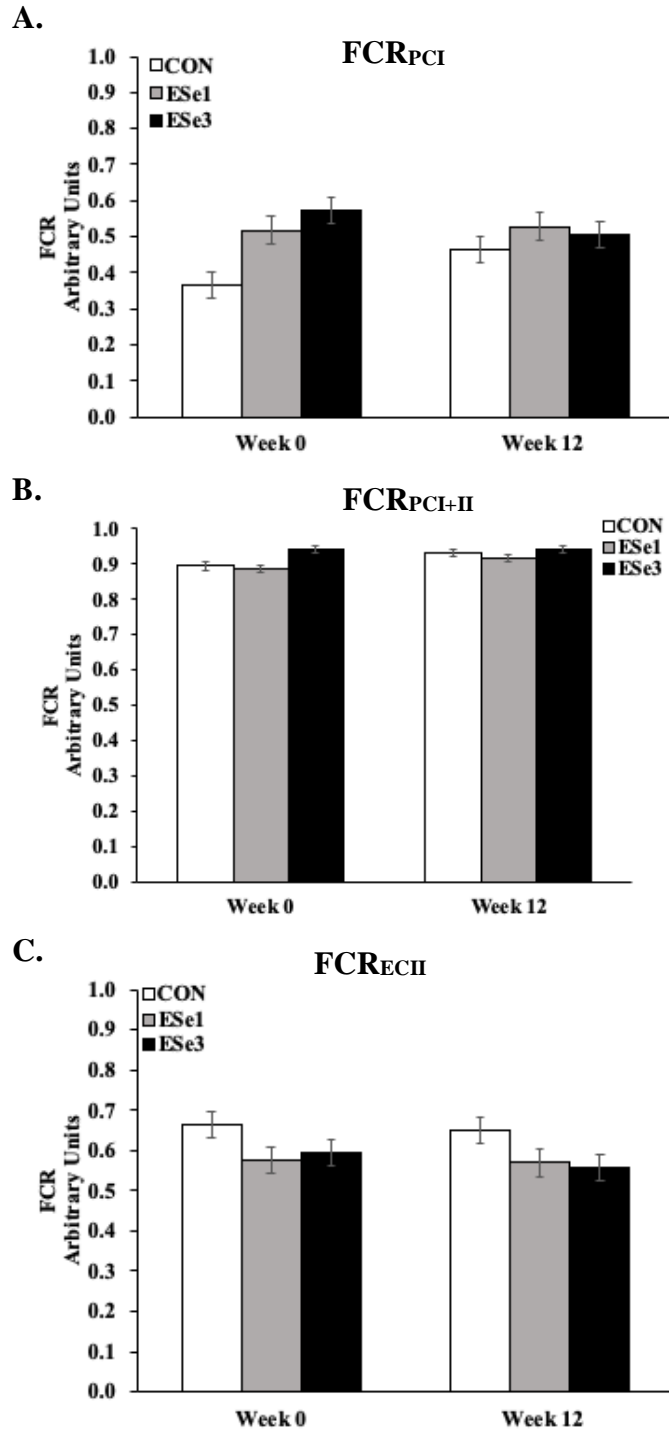 A.
FCRPCI
CON
ESe1
ESe3
FCR
Arbitrary Units
1.0
0.9
0.8
0.7
0.6
0.5
0.4
0.3
0.2
0.1
0.0
Week 0 Week 12
B.
FCRPCI+II
CON
ESe1
ESe3
FCR
Arbitrary Units
1.0
0.9
0.8
0.7
0.6
0.5
0.4
0.3
0.2
0.1
0.0
Week 0 Week 12
C.
FCRECII
CON
ESe1
ESe3
FCR
Arbitrary Units
1.0
0.9
0.8
0.7
0.6
0.5
0.4
0.3
0.2
0.1
0.0
Week 0 Week 12